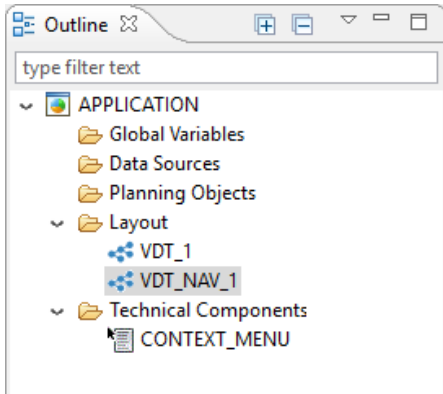 Outline
type filter text
APPLICATION
Global Variables
Data Sources
Planning Objects
Layout
VDT_1
VDT_NAV_1
Technical Components
CONTEXT_MENU